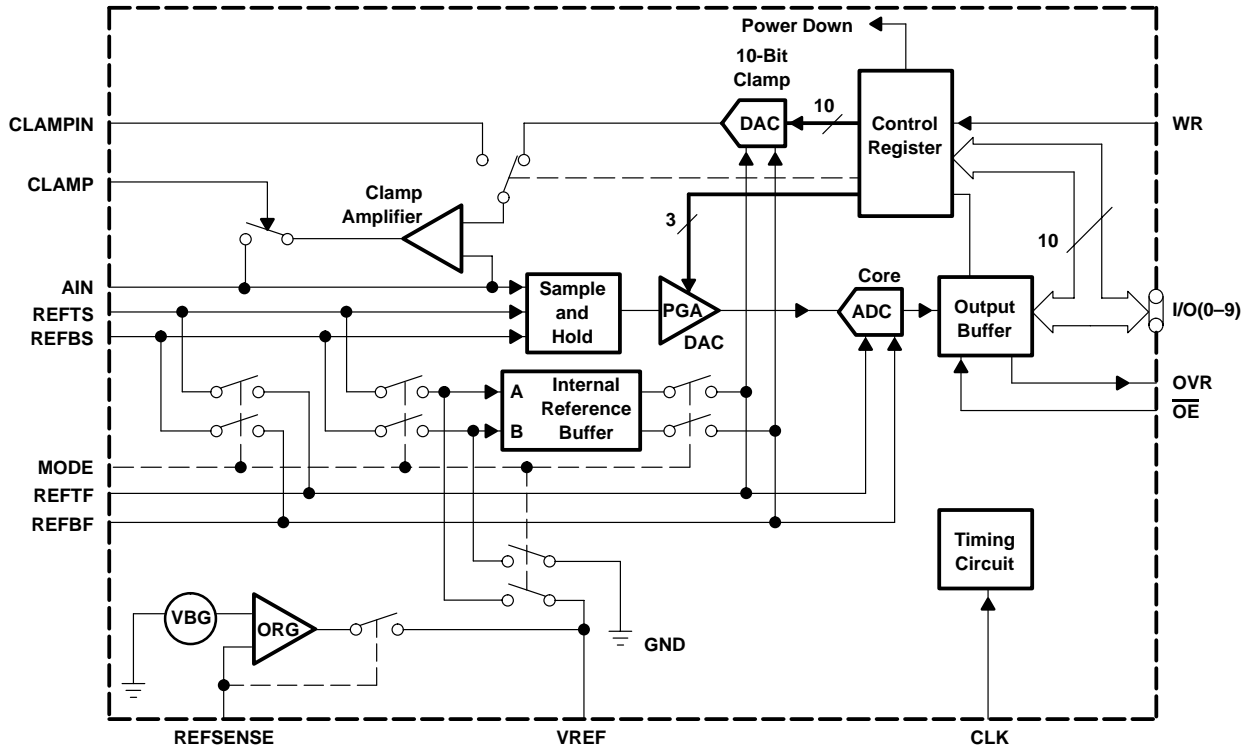 Power Down
10-Bit
Clamp
CLAMPIN
DAC
10
Control
Register
WR
CLAMP
Clamp
Amplifier
3
10
AIN
REFTS
REFBS
Sample
and
Hold
PGA
DAC
Core
ADC
Output
Buffer
I/O(0–9)
OVR
OE
A
B
Internal
Reference
Buffer
MODE
REFTF
REFBF
Timing
Circuit
VBG
ORG
GND
REFSENSE
VREF
CLK